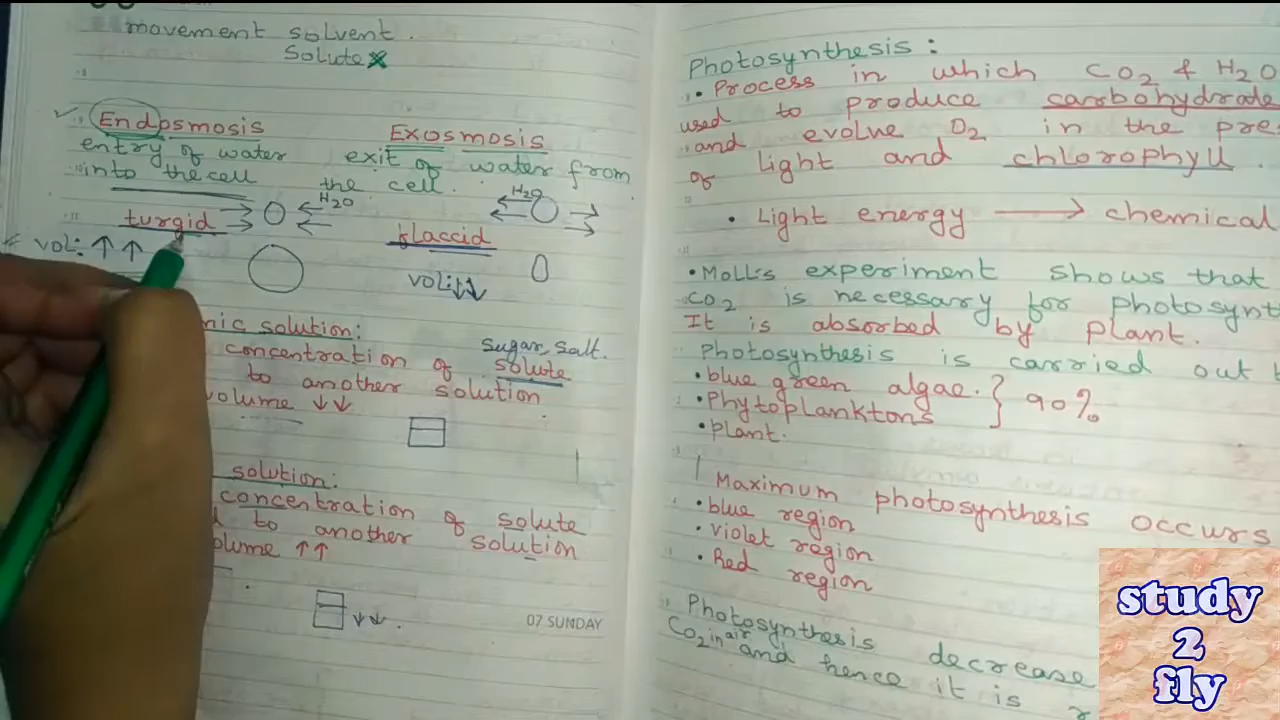 movement solvent.
Solute x
Endosmosis
entry of water
into the cell
Exosmosis
exit of water from
the cell.
H2O
H2O
turgid
vol: ↑ ↑
flaccid
vol: ↓↓
nic solution:
sugar, salt.
concentration of solute
to another solution
volume ↓↓
solution:
concentration of solute
to another solution
olume ↑↑
↓↓.
07 SUNDAY
Photosynthesis:
• Process in which CO2 & H2O
used to produce carbohydrate
and evolve O2 in the pre
of light and chlorophyll.
• Light energy → chemical
• Moll's experiment shows that
CO2 is necessary for photosynt
It is absorbed by plant.
Photosynthesis is carried out b
• blue green algae.
• Phytoplanktons
• plant.
90%
Maximum photosynthesis occurs
• blue region
• violet region
• Red region
Photosynthesis decrease
CO2 in air and hence it is
study
2
fly